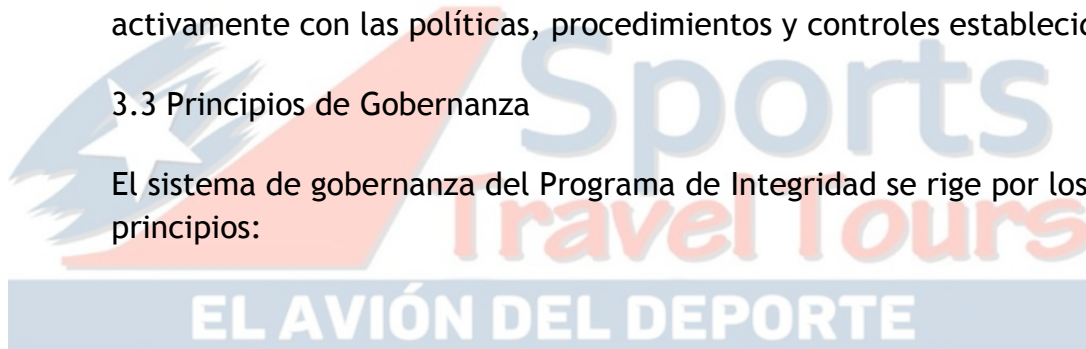 activamente con las políticas, procedimientos y controles
3.3 Principios de Gobernanza
El sistema de gobernanza del Programa de Integridad se rige por los
principios:
Sports
Travel Tours
EL AVIÓN DEL DEPORTE